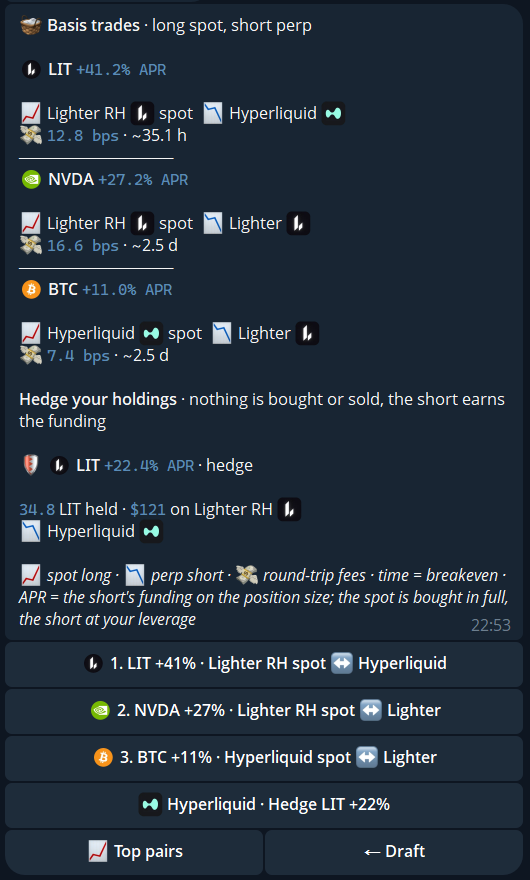 Basis trades · long spot, short perp
LIT +41.2% APR
Lighter RH spot Hyperliquid
12.8 bps · ~35.1 h
NVDA +27.2% APR
Lighter RH spot Lighter
16.6 bps · ~2.5 d
BTC +11.0% APR
Hyperliquid spot Lighter
7.4 bps · ~2.5 d
Hedge your holdings · nothing is bought or sold, the short earns
the funding
LIT +22.4% APR · hedge
34.8 LIT held · $121 on Lighter RH
Hyperliquid
spot long · perp short · round-trip fees · time = breakeven ·
APR = the short's funding on the position size; the spot is bought in full,
the short at your leverage
22:53
1. LIT +41% · Lighter RH spot ↔ Hyperliquid
2. NVDA +27% · Lighter RH spot ↔ Lighter
3. BTC +11% · Hyperliquid spot ↔ Lighter
Hyperliquid · Hedge LIT +22%
Top pairs
← Draft